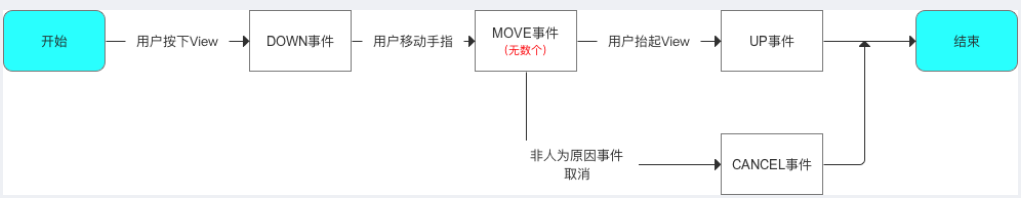 开始
用户按下View
DOWN事件
用户移动手指
MOVE事件
(无数个)
用户抬起View
UP事件
结束
非人为原因事件
取消
CANCEL事件